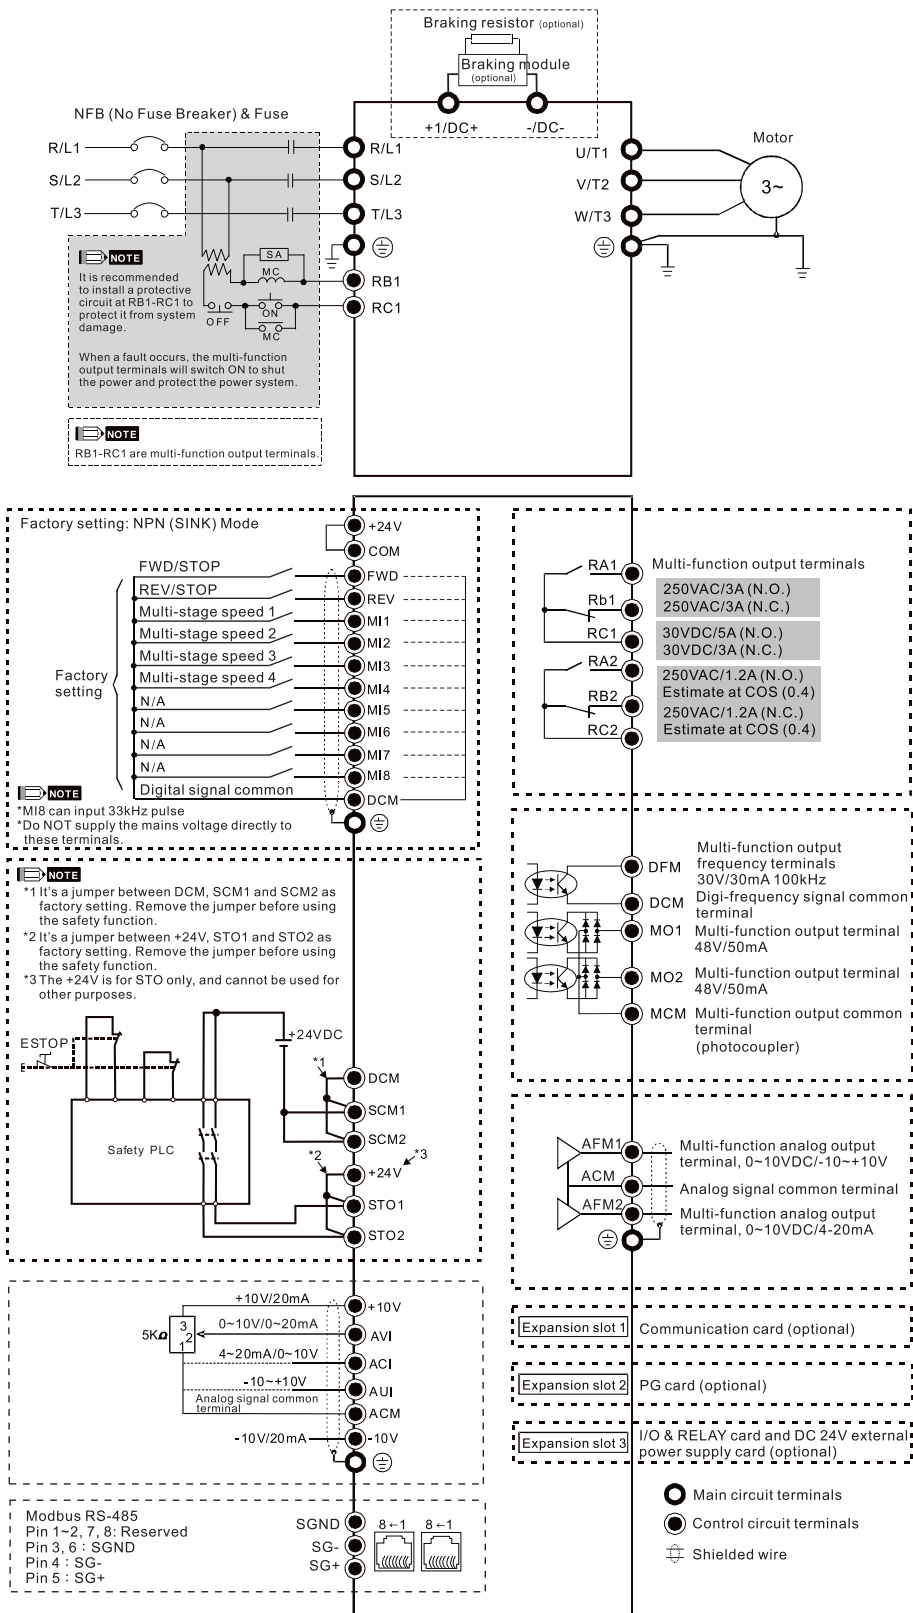 Braking resistor (optional)
Braking module
(optional)
+1/DC+
-/DC-
NFB (No Fuse Breaker) & Fuse
R/L1
R/L1
S/L2
S/L2
T/L3
T/L3
U/T1
V/T2
W/T3
Motor
3~
NOTE
It is recommended
to install a protective
circuit at RB1-RC1 to
protect it from system
damage.
SA
MC
RB1
RC1
OFF
ON
MC
When a fault occurs, the multi-function
output terminals will switch ON to shut
the power and protect the power system.
NOTE
RB1-RC1 are multi-function output terminals.
Factory setting: NPN (SINK) Mode
+24V
COM
FWD/STOP
FWD
REV/STOP
REV
Multi-stage speed 1
MI1
Multi-stage speed 2
MI2
Multi-stage speed 3
MI3
Multi-stage speed 4
MI4
Factory
setting
N/A
MI5
N/A
MI6
N/A
MI7
N/A
MI8
Digital signal common
DCM
NOTE
*MI8 can input 33kHz pulse
*Do NOT supply the mains voltage directly to
these terminals.
NOTE
*1 It's a jumper between DCM, SCM1 and SCM2 as
factory setting. Remove the jumper before using
the safety function.
*2 It's a jumper between +24V, STO1 and STO2 as
factory setting. Remove the jumper before using
the safety function.
*3 The +24V is for STO only, and cannot be used for
other purposes.
ESTOP
+24VDC
Safety PLC
*1
DCM
SCM1
SCM2
*2
+24V
*3
STO1
STO2
+10V/20mA
+10V
5KΩ
3
2
1
0~10V/0~20mA
AVI
4~20mA/0~10V
ACI
-10~+10V
AUI
Analog signal common
terminal
ACM
-10V/20mA
-10V
Modbus RS-485
Pin 1~2, 7, 8: Reserved
Pin 3, 6 : SGND
Pin 4 : SG-
Pin 5 : SG+
SGND
SG-
SG+
8←1
8←1
RA1
Multi-function output terminals
250VAC/3A (N.O.)
250VAC/3A (N.C.)
Rb1
RC1
30VDC/5A (N.O.)
30VDC/3A (N.C.)
RA2
250VAC/1.2A (N.O.)
Estimate at COS (0.4)
RB2
250VAC/1.2A (N.C.)
Estimate at COS (0.4)
RC2
DFM
Multi-function output
frequency terminals
30V/30mA 100kHz
DCM
Digi-frequency signal common
terminal
MO1
Multi-function output terminal
48V/50mA
MO2
Multi-function output terminal
48V/50mA
MCM
Multi-function output common
terminal
(photocoupler)
AFM1
Multi-function analog output
terminal, 0~10VDC/-10~+10V
ACM
Analog signal common terminal
AFM2
Multi-function analog output
terminal, 0~10VDC/4-20mA
Expansion slot 1
Communication card (optional)
Expansion slot 2
PG card (optional)
Expansion slot 3
I/O & RELAY card and DC 24V external
power supply card (optional)
Main circuit terminals
Control circuit terminals
Shielded wire